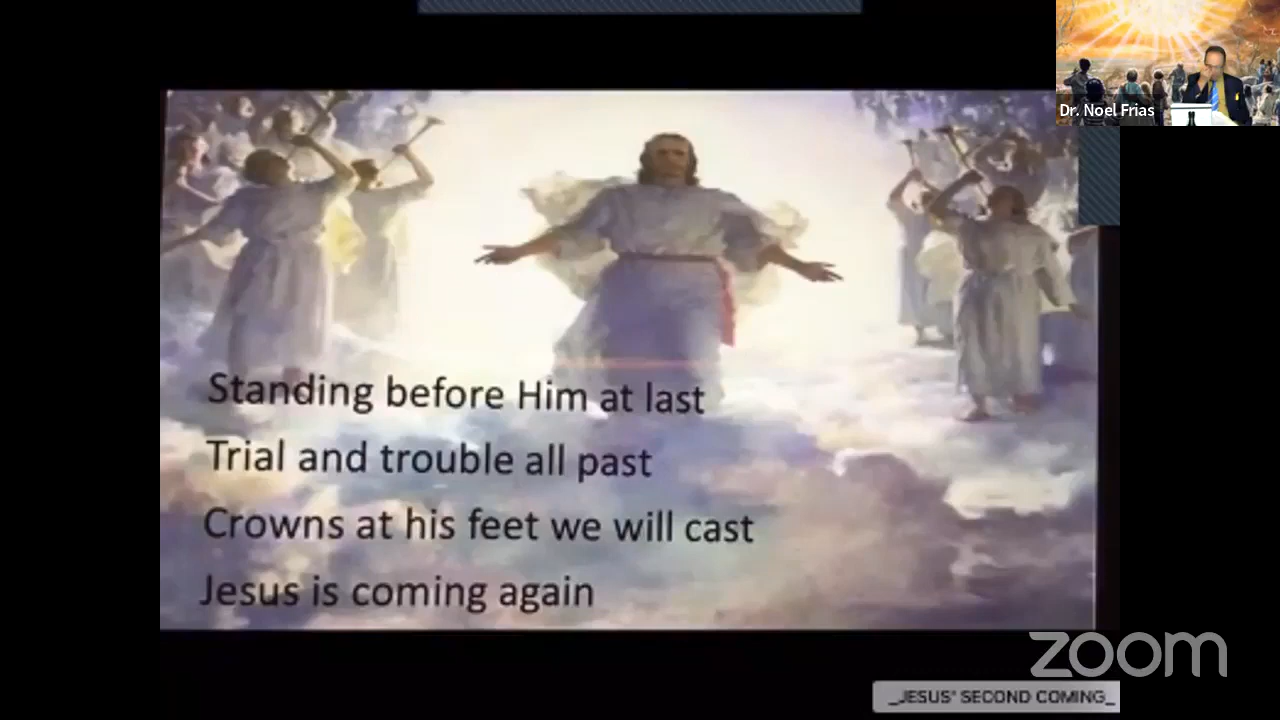 Dr. Noel Frias
Standing before Him at last
Trial and trouble all past
Crowns at his feet we will cast
Jesus is coming again
zoom
_JESUS' SECOND COMING_